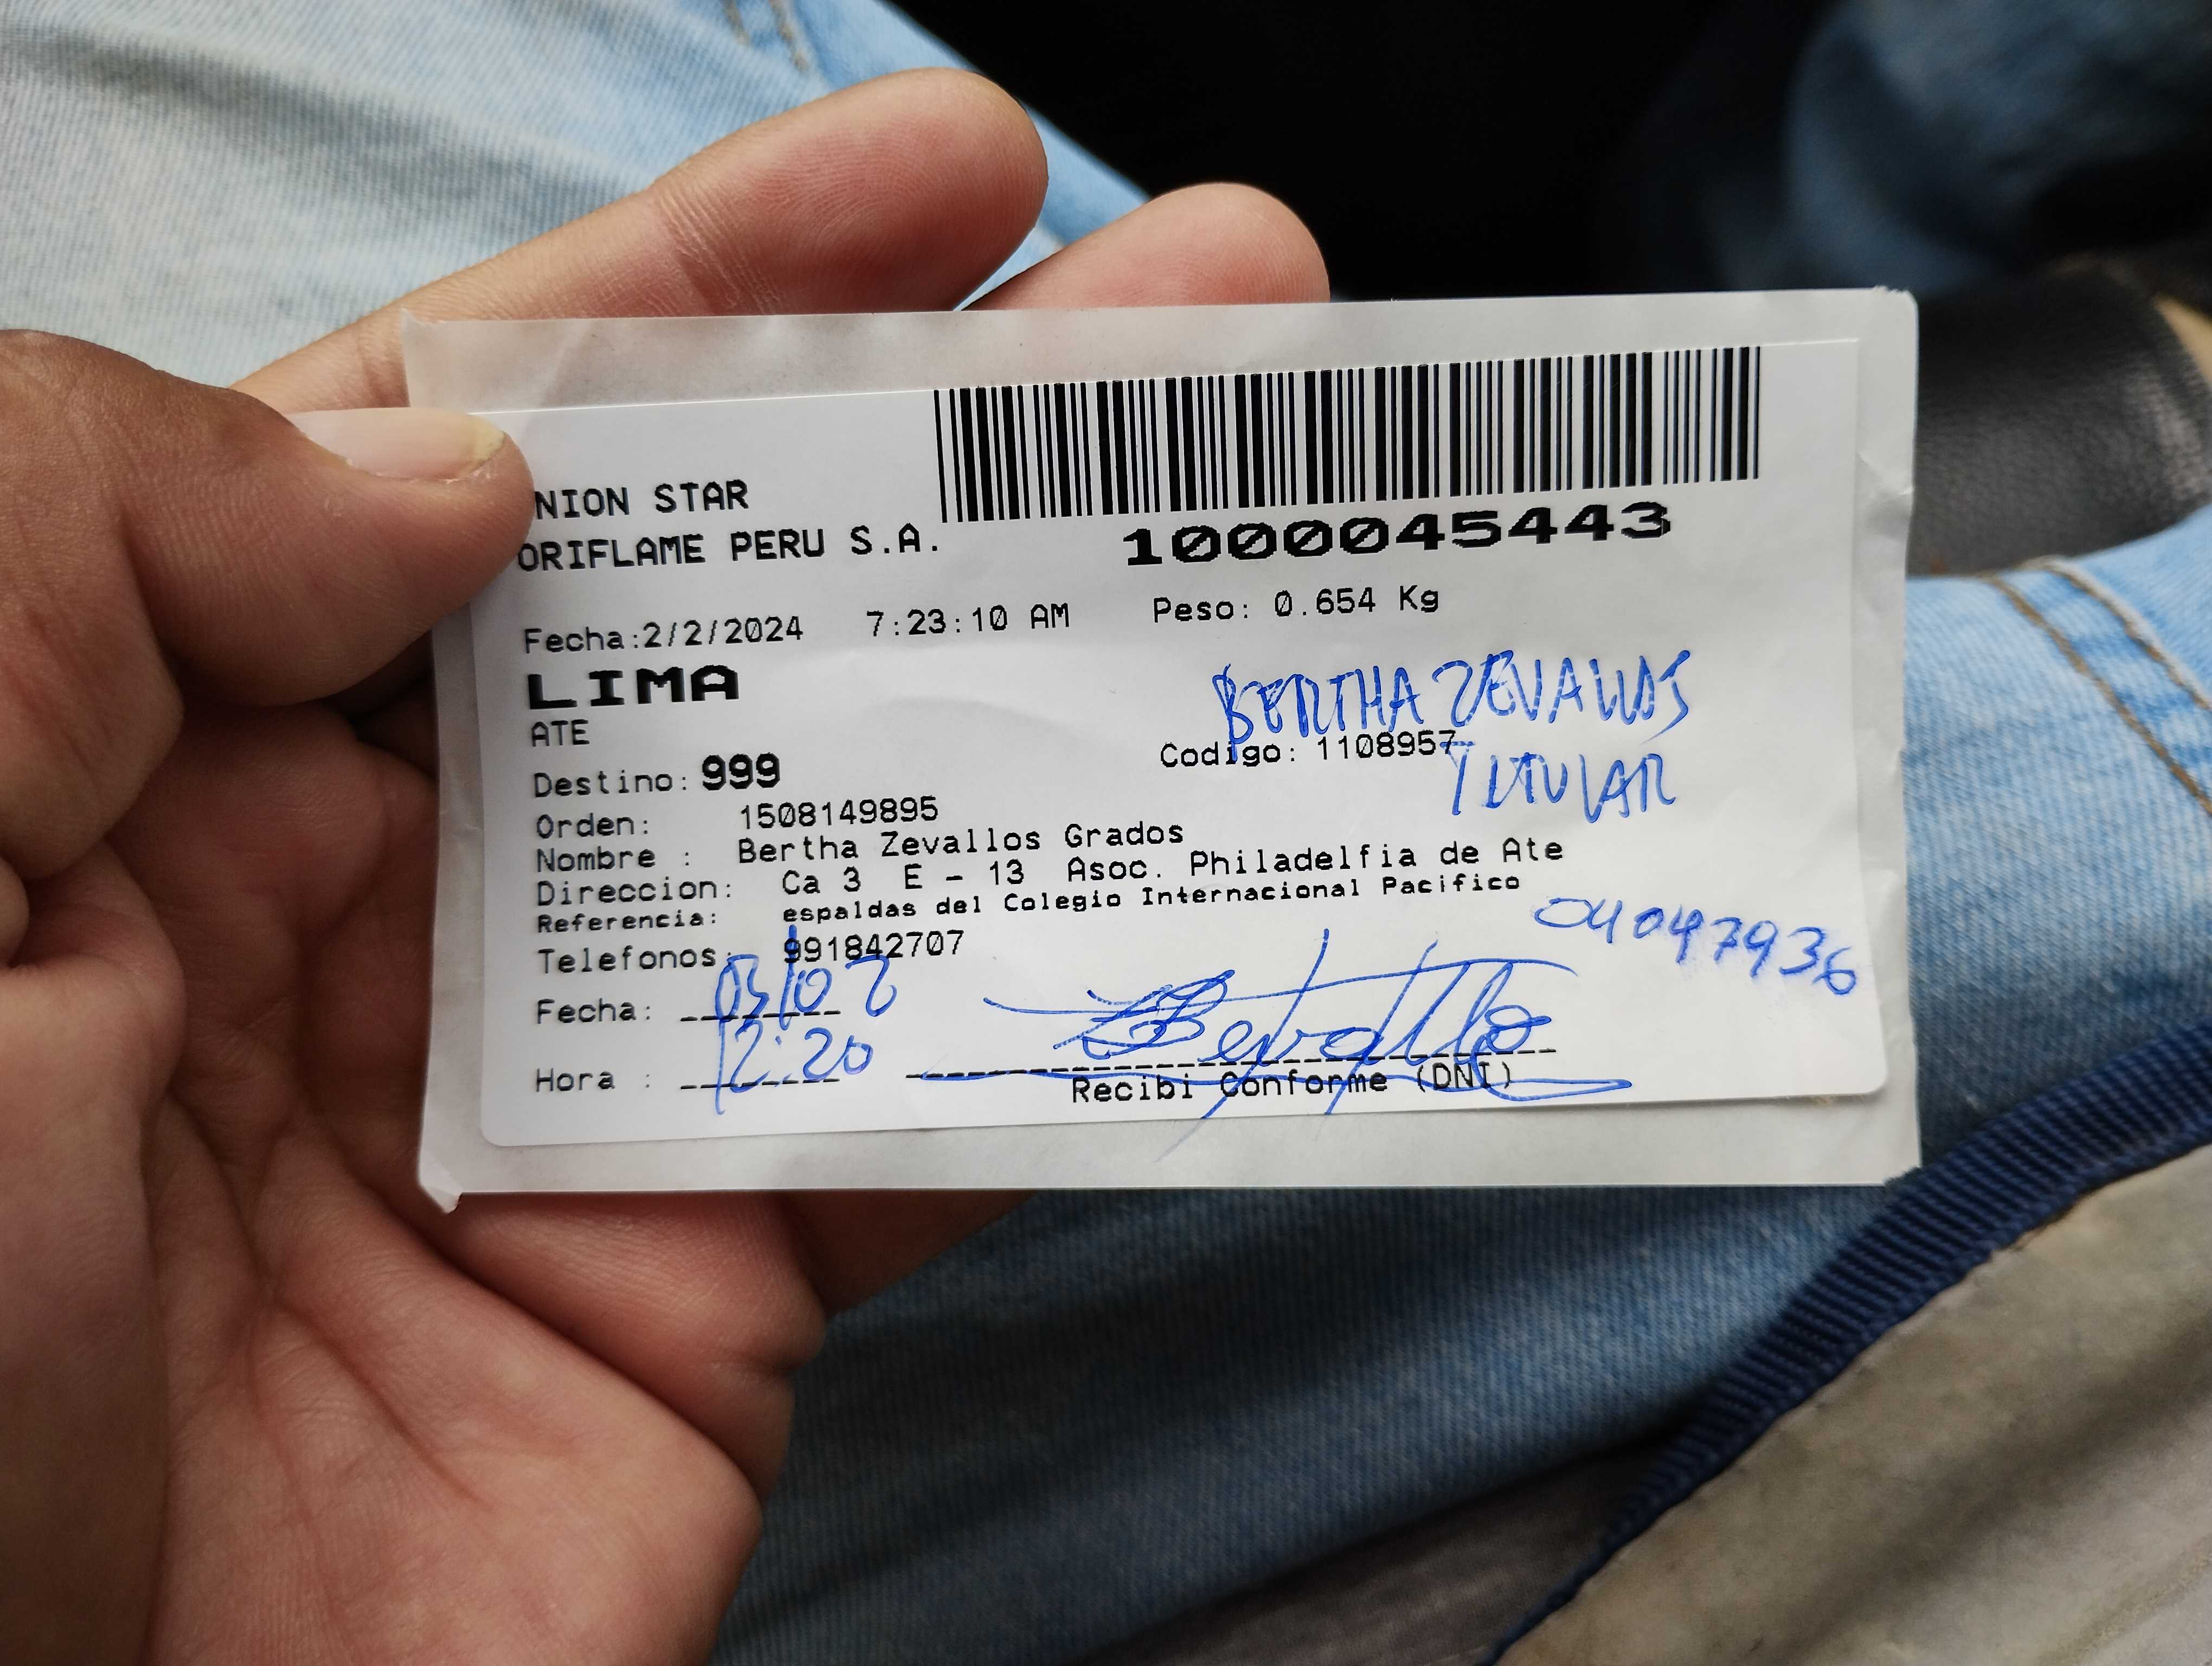 NION STAR
ORIFLAME PERU S.A.
1000045443
Fecha:2/2/2024 7:23:10 AM Peso: 0.654 Kg
LIMA
BERTHA ZEVALLOS
ATE
Codigo: 1108957
TITULAR
Destino: 999
Orden: 1508149895
Nombre : Bertha Zevallos Grados
Direccion: Ca 3 E - 13 Asoc. Philadelfia de Ate
Referencia: espaldas del Colegio Internacional Pacifico
04047936
Telefonos: 991842707
Fecha: 03/02
Hora : 12:20
Recibi Conforme (DNI)